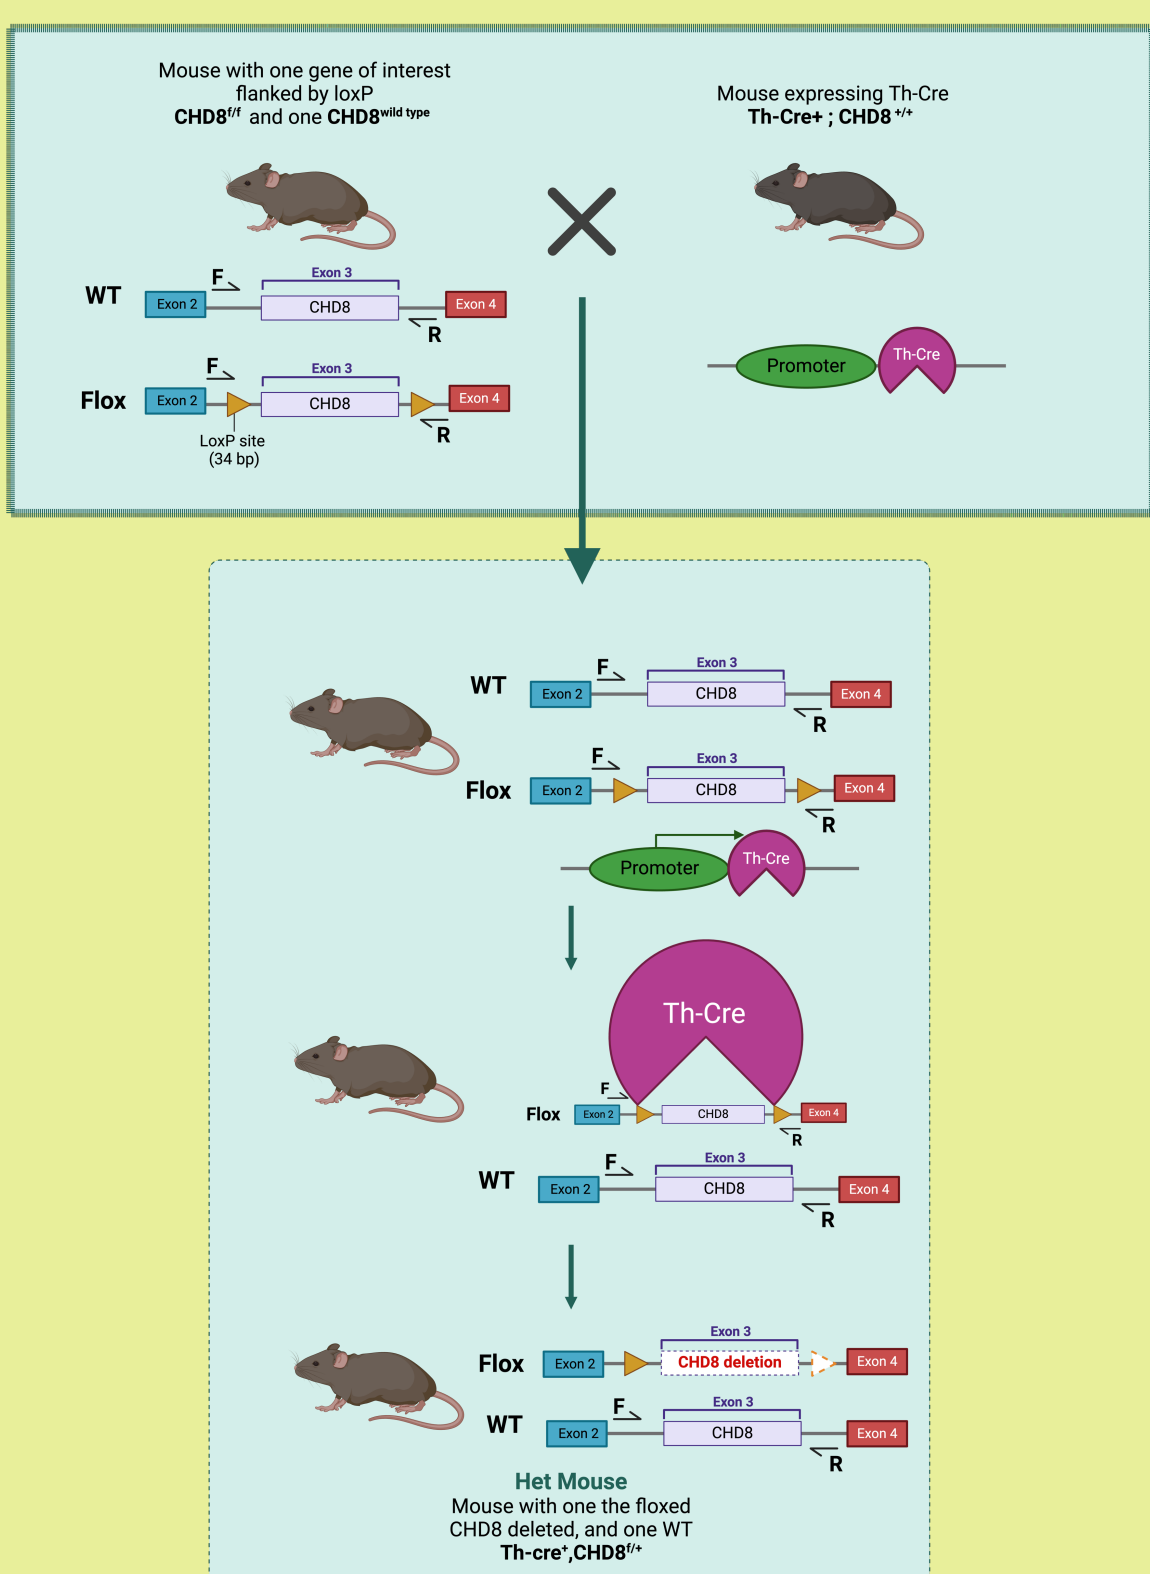 Mouse with one gene of interest
flanked by loxP
CHD8f/f and one CHD8wild type
Mouse expressing Th-Cre
Th-Cre+ ; CHD8 +/+
WT
Exon 2
F
Exon 3
CHD8
R
Exon 4
Flox
Exon 2
F
Exon 3
CHD8
R
Exon 4
LoxP site
(34 bp)
Promoter
Th-Cre
WT
Exon 2
F
Exon 3
CHD8
R
Exon 4
Flox
Exon 2
F
Exon 3
CHD8
R
Exon 4
Promoter
Th-Cre
Th-Cre
Flox
Exon 2
F
CHD8
R
Exon 4
WT
Exon 2
F
Exon 3
CHD8
R
Exon 4
Flox
Exon 2
Exon 3
CHD8 deletion
Exon 4
WT
Exon 2
F
Exon 3
CHD8
R
Exon 4
Het Mouse
Mouse with one the floxed
CHD8 deleted, and one WT
Th-cre+,CHD8f/+